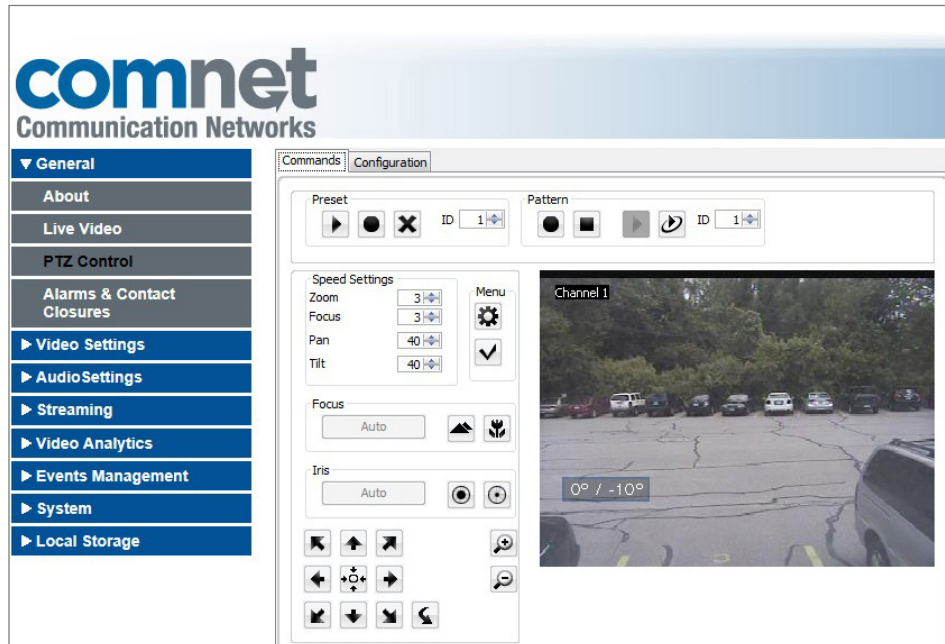 comnet
Communication Networks
General
About
Live Video
PTZ Control
Alarms & Contact
Closures
Video Settings
AudioSettings
Streaming
Video Analytics
Events Management
System
Local Storage
Commands Configuration
Preset
ID 1
Pattern
ID 1
Speed Settings
Zoom 3
Focus 3
Pan 40
Tilt 40
Menu
Focus
Auto
Iris
Auto
Channel 1
0° / -10°